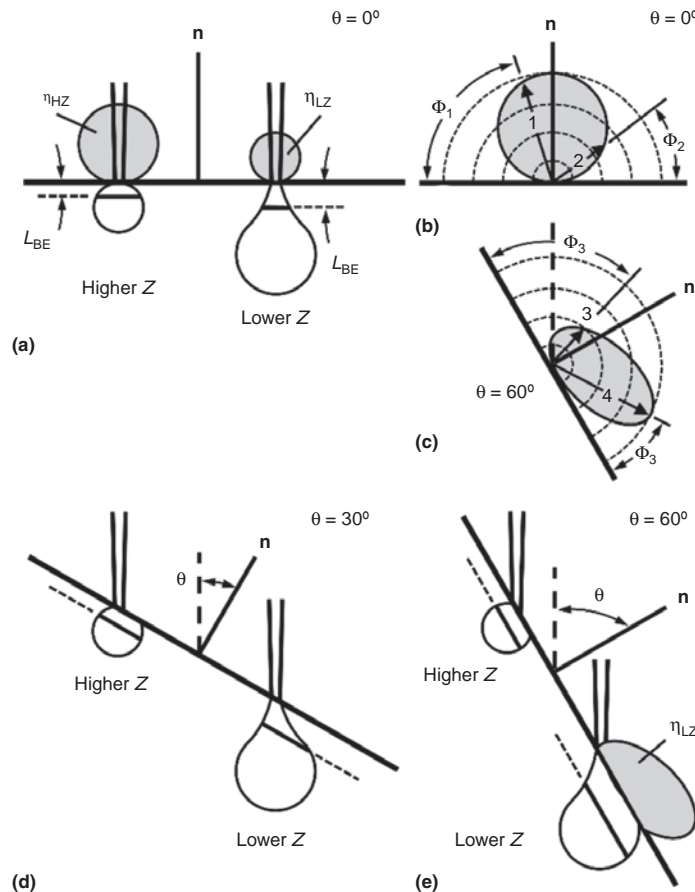 θ = 0º
n
ηHZ
ηLZ
LBE
LBE
Higher Z
Lower Z
(a)
θ = 0º
n
Φ1
1
2
Φ2
(b)
Φ3
n
3
4
θ = 60º
Φ3
(c)
θ = 30º
n
θ
Higher Z
Lower Z
(d)
θ = 60º
θ
n
Higher Z
ηLZ
Lower Z
(e)